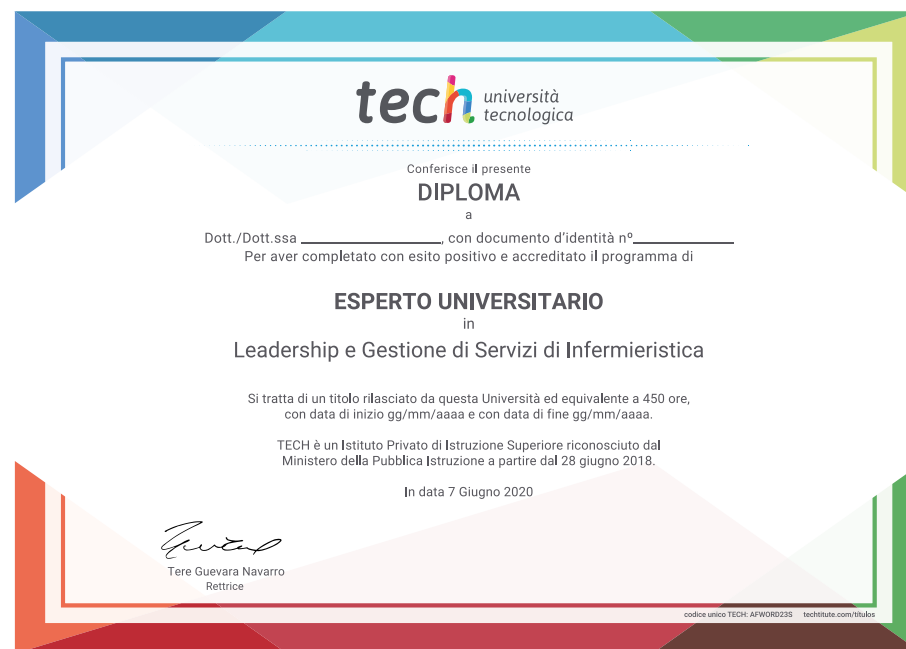 tech università
tecnologica
Conferisce il presente
DIPLOMA
a
Dott./Dott.ssa ____________________, con documento d'identità nº______________
Per aver completato con esito positivo e accreditato il programma di
ESPERTO UNIVERSITARIO
in
Leadership e Gestione di Servizi di Infermieristica
Si tratta di un titolo rilasciato da questa Università ed equivalente a 450 ore,
con data di inizio gg/mm/aaaa e con data di fine gg/mm/aaaa.
TECH è un Istituto Privato di Istruzione Superiore riconosciuto dal
Ministero della Pubblica Istruzione a partire dal 28 giugno 2018.
In data 7 Giugno 2020
Tere Guevara Navarro
Rettrice
codice unico TECH: AFWORD23S techtitute.com/titulos